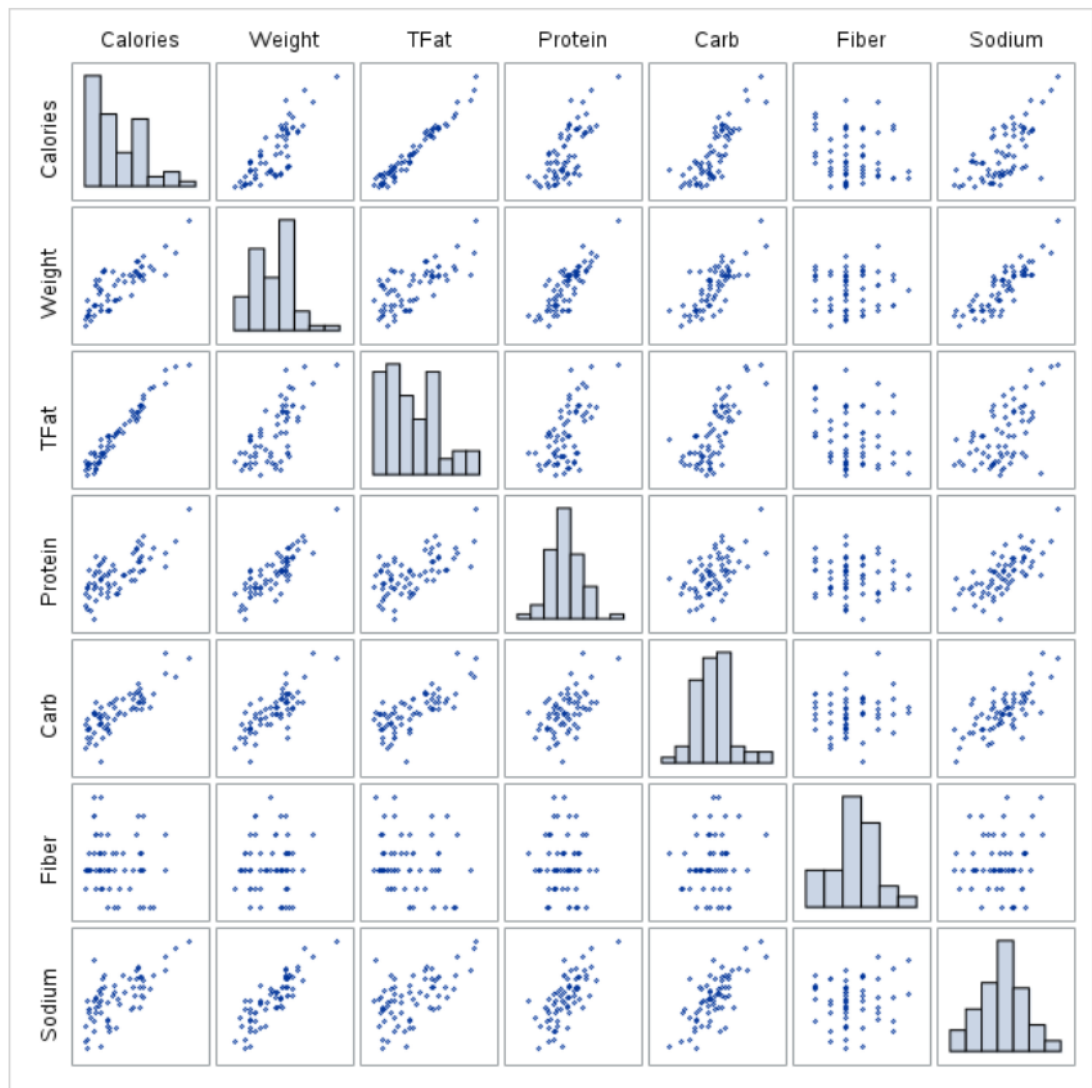 Calories Weight TFat Protein Carb Fiber Sodium
Calories
Weight
TFat
Protein
Carb
Fiber
Sodium